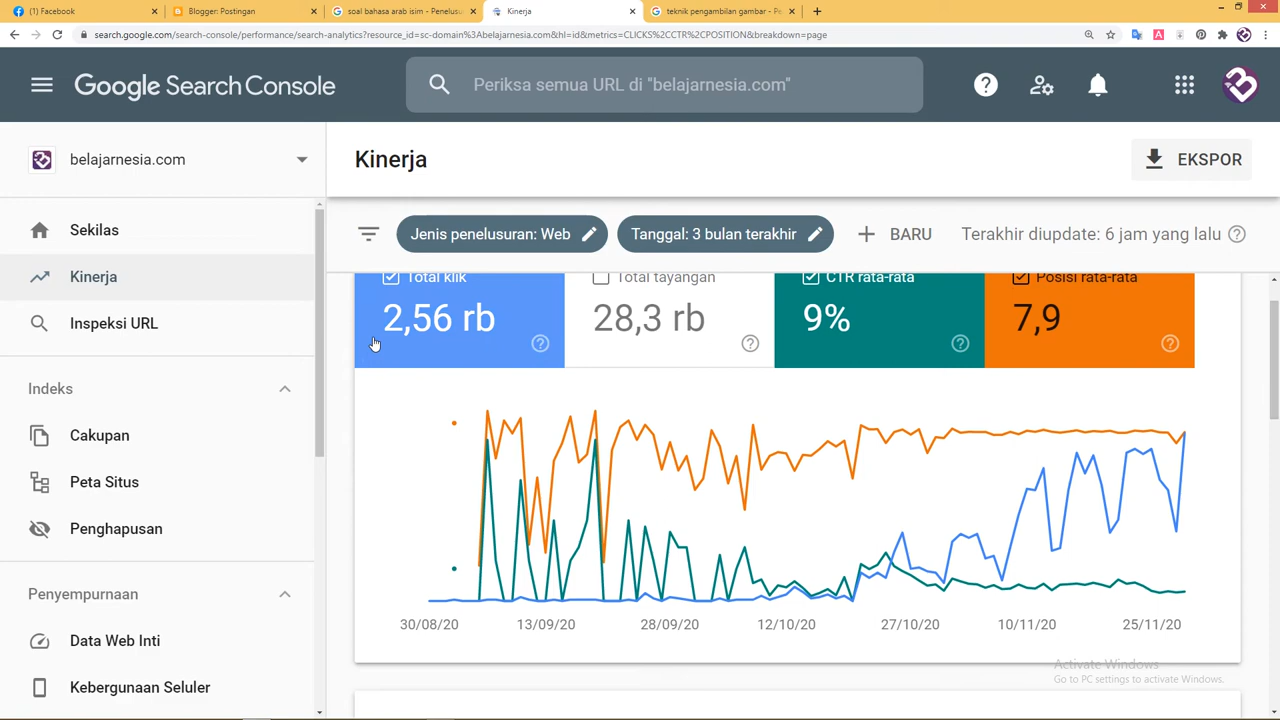 Facebook
Blogger: Postingan
soal bahasa arab isim - Penelusu
Kinerja
teknik pengambilan gambar - Pe
search.google.com/search-console/performance/search-analytics?resource_id=sc-domain%3Abelajarnesia.com&hl=id&metrics=CLICKS%2CCTR%2CPOSITION&breakdown=page
Google Search Console
Periksa semua URL di "belajarnesia.com"
belajarnesia.com
Kinerja
EKSPOR
Sekilas
Kinerja
Inspeksi URL
Indeks
Cakupan
Peta Situs
Penghapusan
Penyempurnaan
Data Web Inti
Kebergunaan Seluler
Jenis penelusuran: Web
Tanggal: 3 bulan terakhir
BARU
Terakhir diupdate: 6 jam yang lalu
Total klik
2,56 rb
Total tayangan
28,3 rb
CTR rata-rata
9%
Posisi rata-rata
7,9
30/08/20
13/09/20
28/09/20
12/10/20
27/10/20
10/11/20
25/11/20
Activate Windows
Go to PC settings to activate Windows.